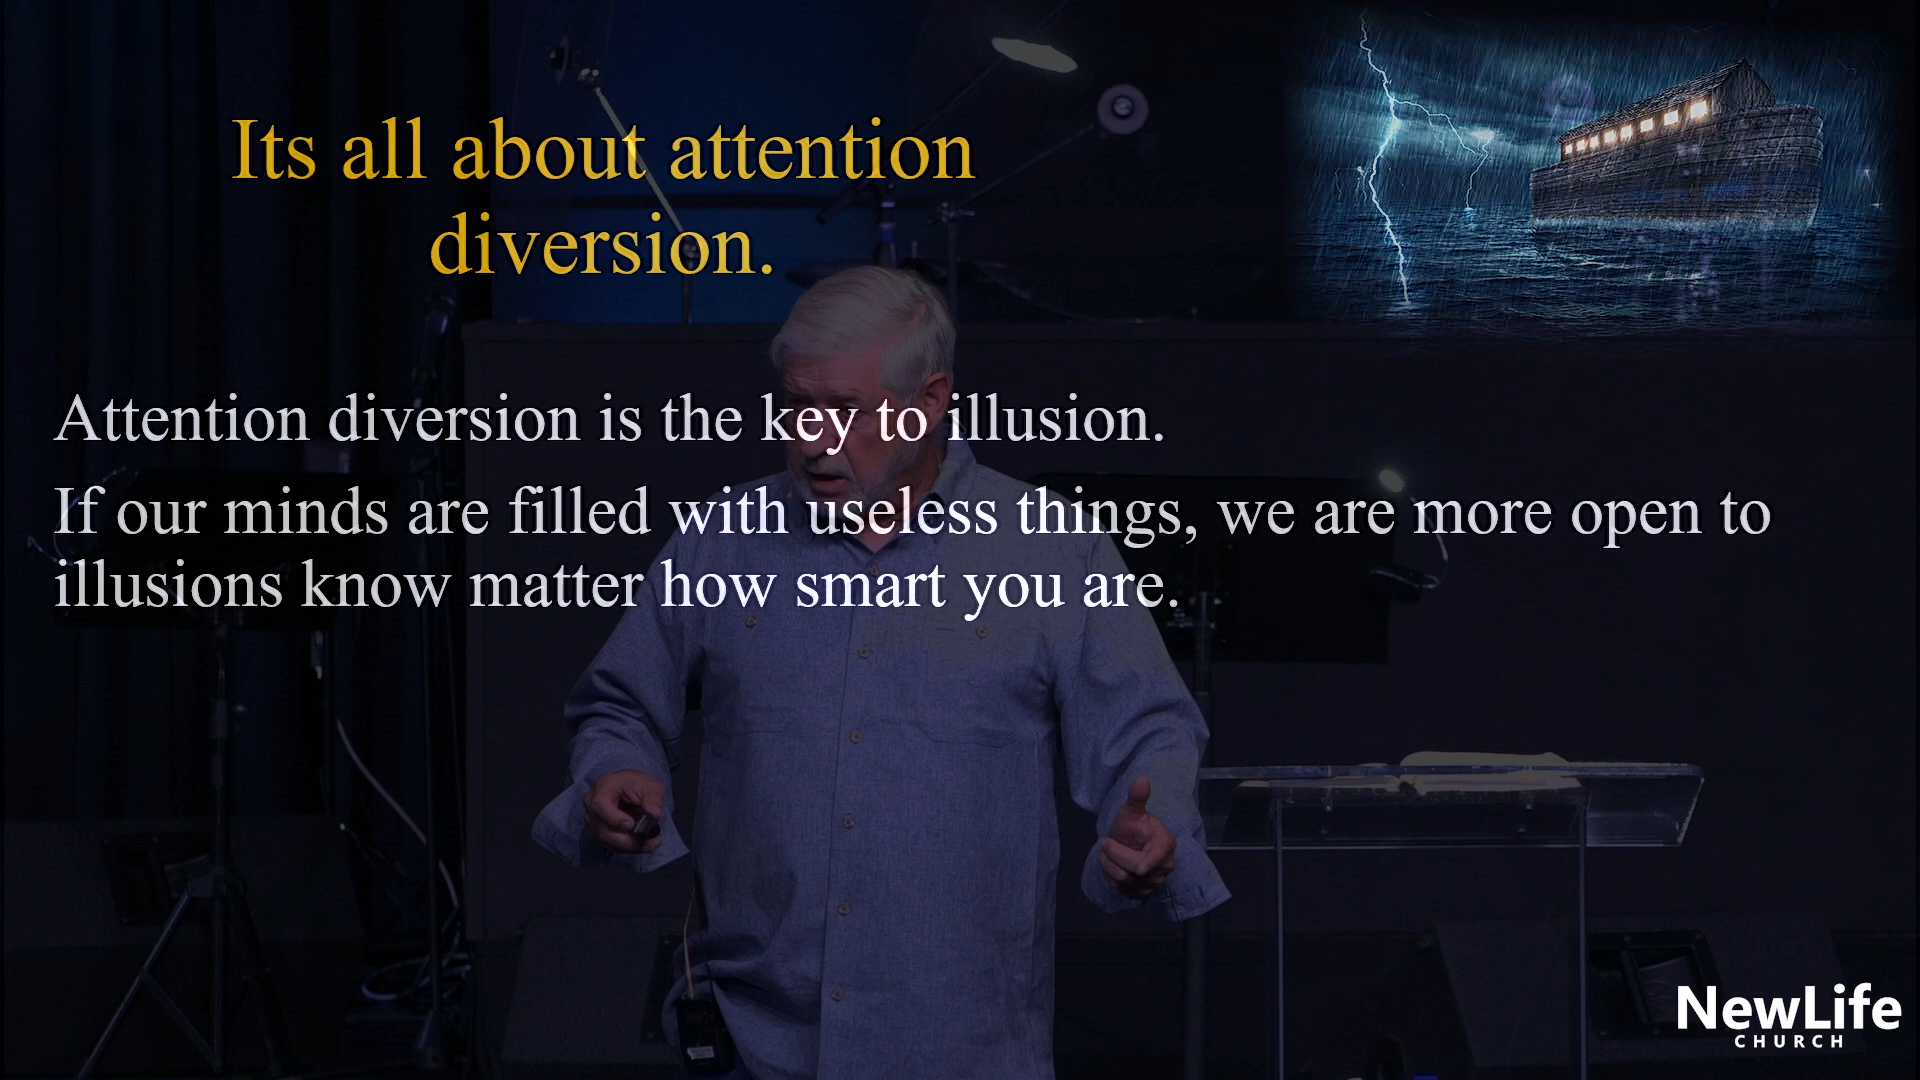 Its all about attention
diversion.
Attention diversion is the key to illusion.
If our minds are filled with useless things, we are more open to
illusions know matter how smart you are.
NewLife
CHURCH